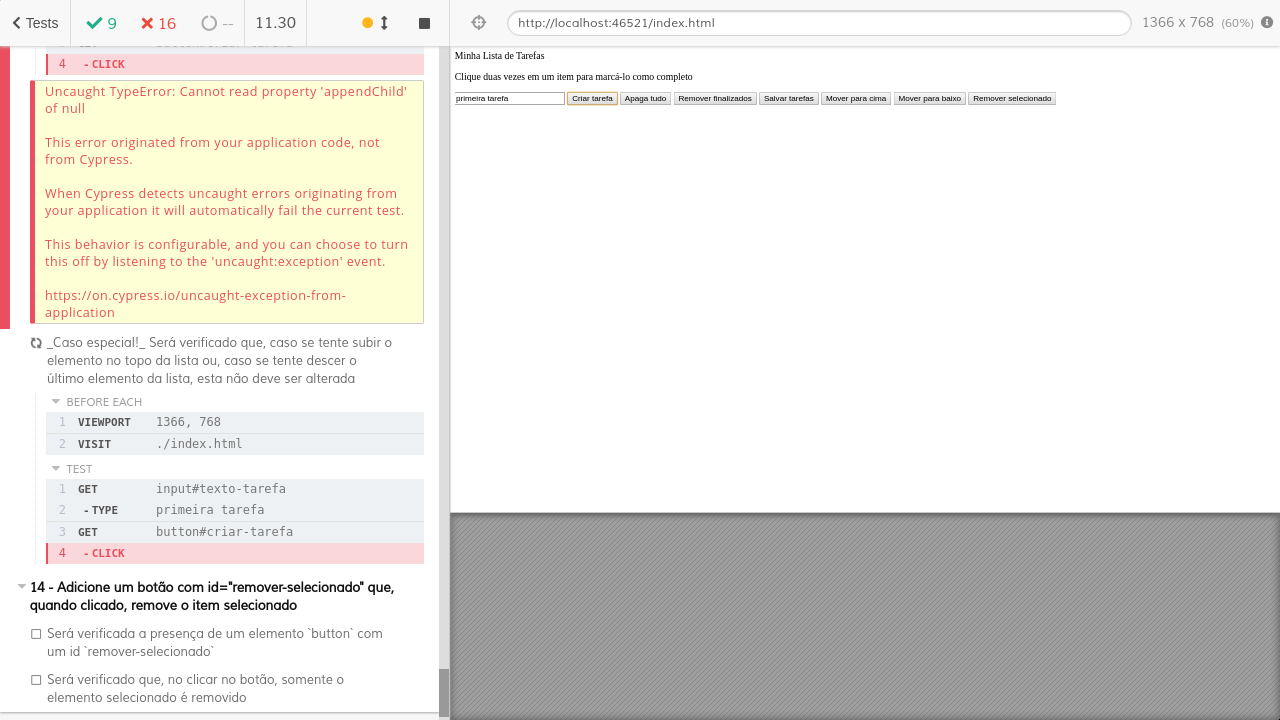 Tests
9
16
--
11.30
http://localhost:46521/index.html
1366 x 768 (60%)
4 - CLICK
Uncaught TypeError: Cannot read property 'appendChild'
of null
This error originated from your application code, not
from Cypress.
When Cypress detects uncaught errors originating from
your application it will automatically fail the current test.
This behavior is configurable, and you can choose to turn
this off by listening to the 'uncaught:exception' event.
https://on.cypress.io/uncaught-exception-from-
application
_Caso especial!_ Será verificado que, caso se tente subir o
elemento no topo da lista ou, caso se tente descer o
último elemento da lista, esta não deve ser alterada
BEFORE EACH
1 VIEWPORT 1366, 768
2 VISIT ./index.html
TEST
1 GET input#texto-tarefa
2 - TYPE primeira tarefa
3 GET button#criar-tarefa
4 - CLICK
14 - Adicione um botão com id="remover-selecionado" que,
quando clicado, remove o item selecionado
Será verificada a presença de um elemento `button` com
um id `remover-selecionado`
Será verificado que, no clicar no botão, somente o
elemento selecionado é removido
Minha Lista de Tarefas
Clique duas vezes em um item para marcá-lo como completo
primeira tarefa Criar tarefa Apaga tudo Remover finalizados Salvar tarefas Mover para cima Mover para baixo Remover selecionado